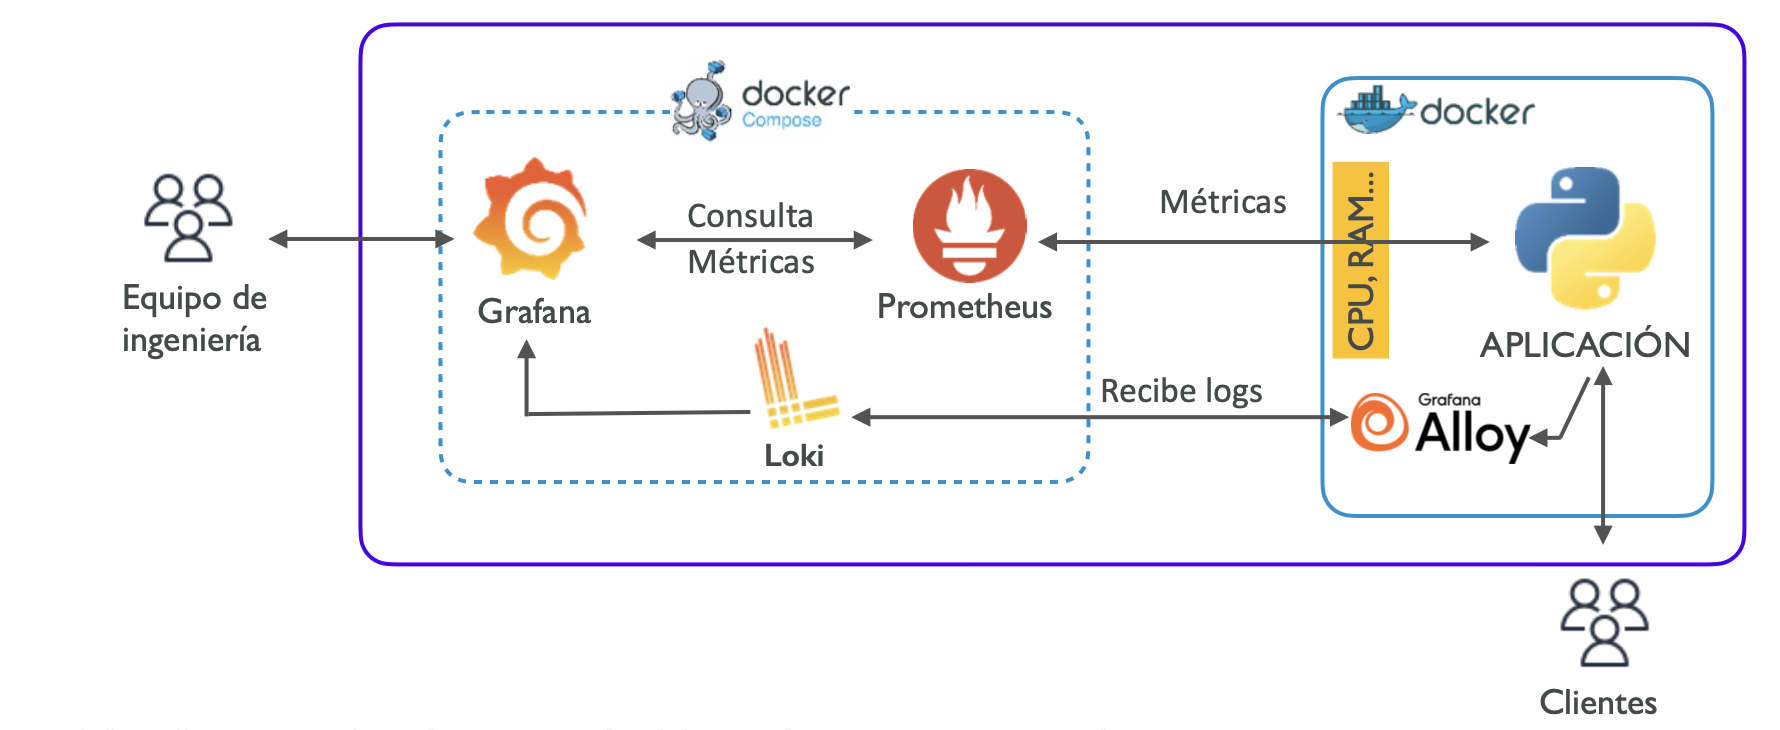 docker
Compose
docker
Equipo de
ingeniería
Grafana
Consulta
Métricas
Prometheus
Métricas
CPU, RAM...
APLICACIÓN
Loki
Recibe logs
Grafana
Alloy
Clientes